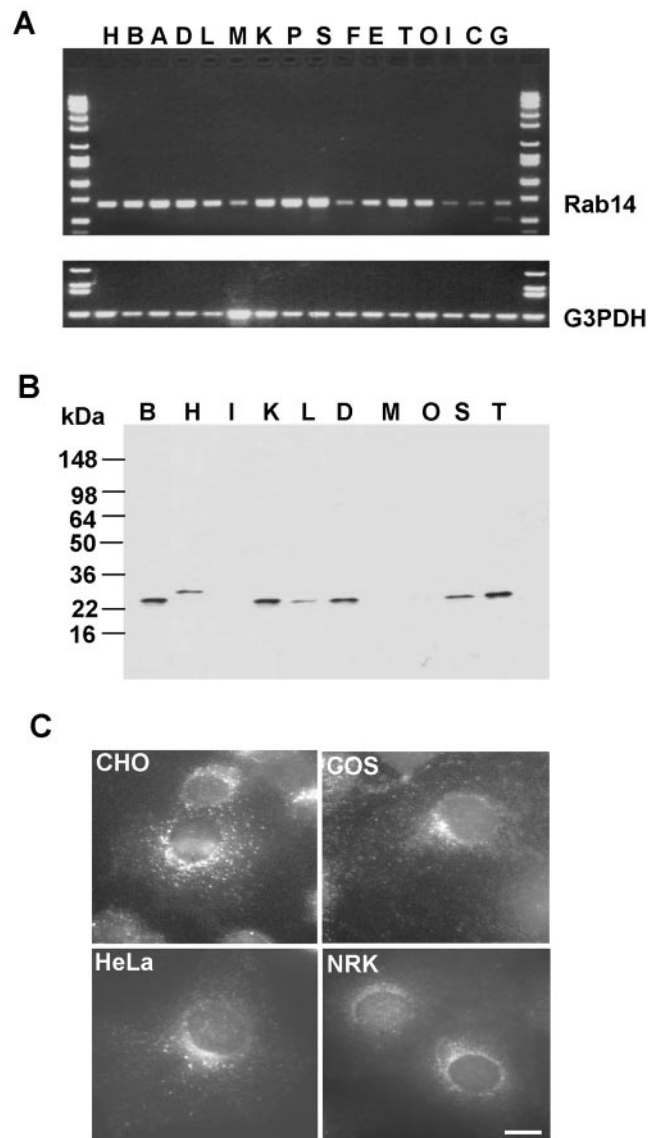 A
H B A D L M K P S F E T O I C G
Rab14
G3PDH
B
kDa B H I K L D M O S T
148
98
64
50
36
22
16
C
CHO
COS
HeLa
NRK